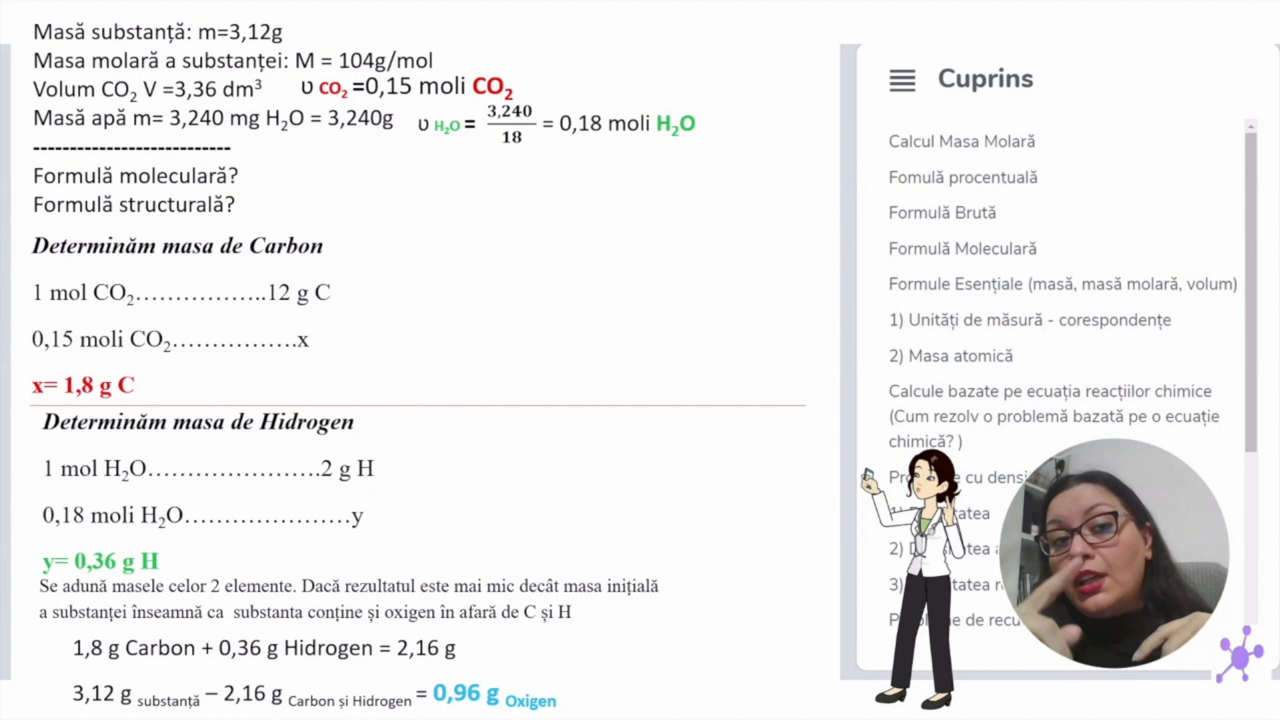 Masă substanță: m=3,12g
Masa molară a substanței: M = 104g/mol
Volum CO₂ V =3,36 dm³ υ CO₂ =0,15 moli CO₂
Masă apă m= 3,240 mg H₂O = 3,240g υ H₂O = 3,240/18 = 0,18 moli H₂O
---------------------------
Formulă moleculară?
Formulă structurală?
Determinăm masa de Carbon
1 mol CO₂……………..12 g C
0,15 moli CO₂…………….x
x= 1,8 g C
Determinăm masa de Hidrogen
1 mol H₂O………………….2 g H
0,18 moli H₂O…………………y
y= 0,36 g H
Se adună masele celor 2 elemente. Dacă rezultatul este mai mic decât masa inițială
a substanței înseamnă ca substanta conține și oxigen în afară de C și H
1,8 g Carbon + 0,36 g Hidrogen = 2,16 g
3,12 g substanță – 2,16 g Carbon și Hidrogen = 0,96 g Oxigen
Cuprins
Calcul Masa Molară
Fomulă procentuală
Formulă Brută
Formulă Moleculară
Formule Esențiale (masă, masă molară, volum)
1) Unități de măsură - corespondențe
2) Masa atomică
Calcule bazate pe ecuația reacțiilor chimice
(Cum rezolv o problemă bazată pe o ecuație
chimică? )
cu
2)
3)
de